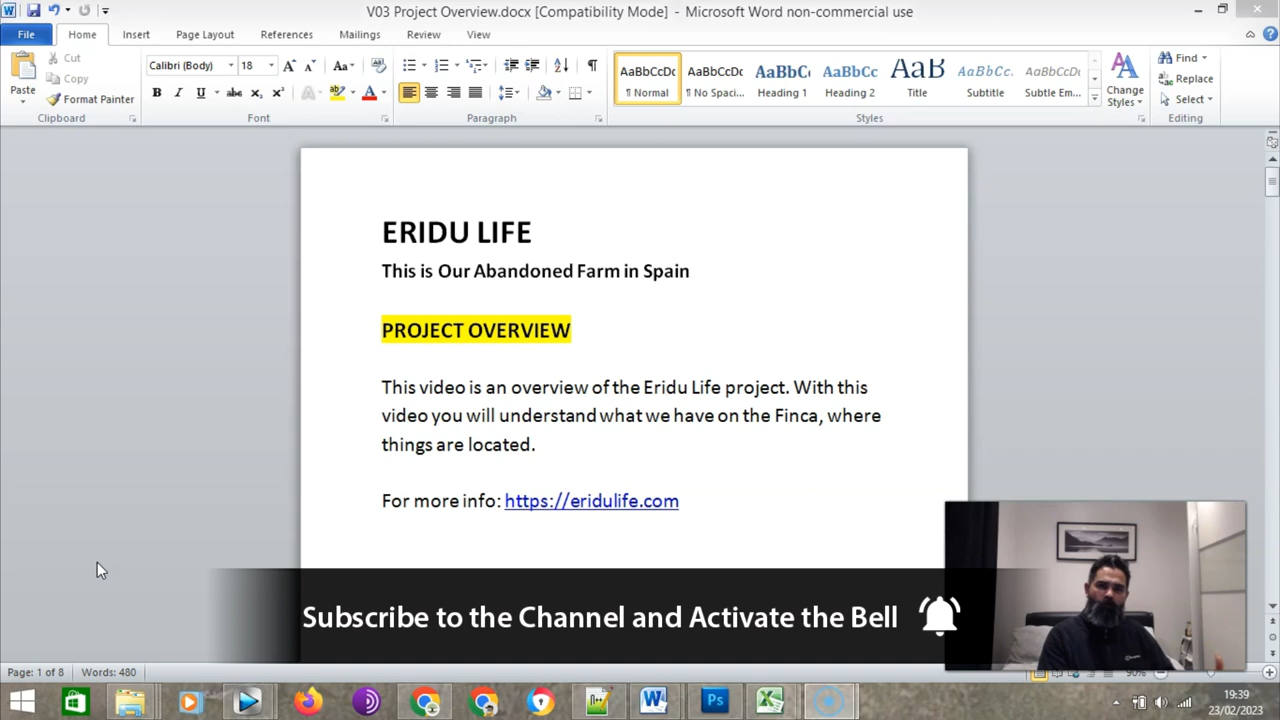 V03 Project Overview.docx [Compatibility Mode] - Microsoft Word non-commercial use
File Home Insert Page Layout References Mailings Review View
Paste
Cut
Copy
Format Painter
Clipboard
Calibri (Body) 18
Font
Paragraph
AaBbCcDc AaBbCcDc AaBbC AaBbCc AaB AaBbCc. AaBbCcDc
¶ Normal ¶ No Spaci... Heading 1 Heading 2 Title Subtitle Subtle Em...
Change
Styles
Styles
Find
Replace
Select
Editing
ERIDU LIFE
This is Our Abandoned Farm in Spain
PROJECT OVERVIEW
This video is an overview of the Eridu Life project. With this
video you will understand what we have on the Finca, where
things are located.
For more info: https://eridulife.com
Subscribe to the Channel and Activate the Bell
Page: 1 of 8 Words: 480
90%
19:39
23/02/2023